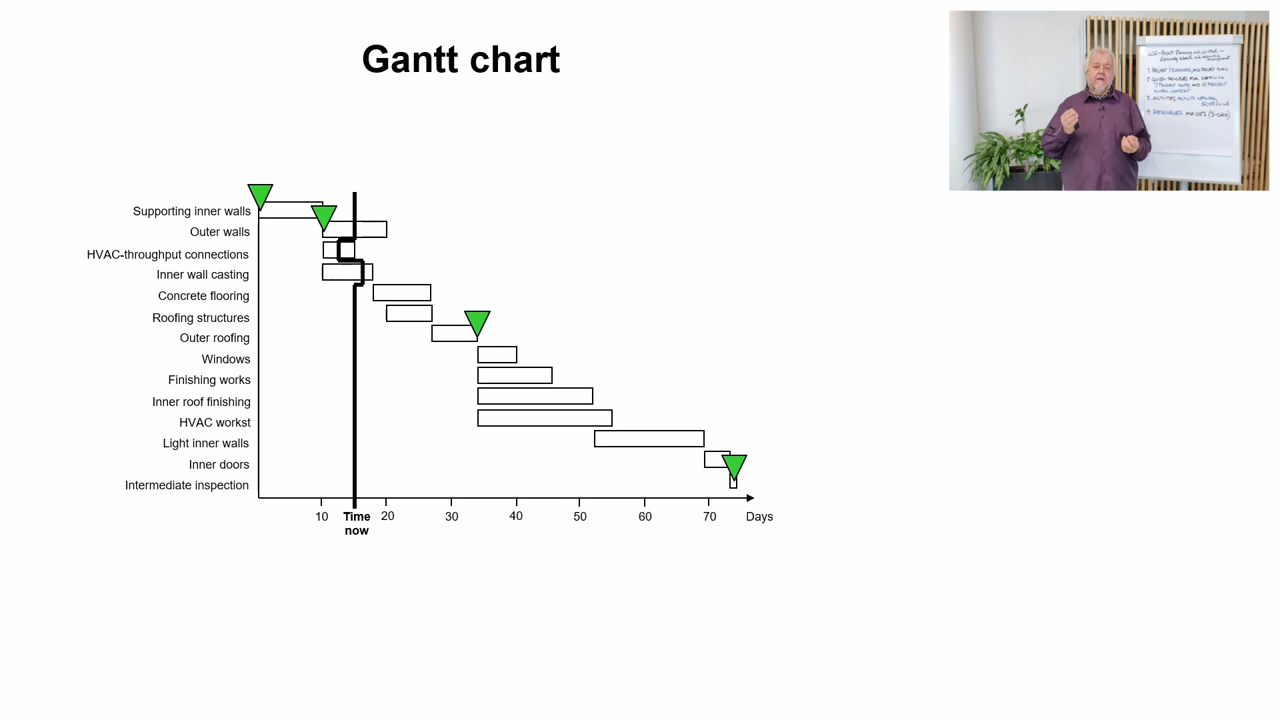 Gantt chart
Supporting inner walls
Outer walls
HVAC-throughput connections
Inner wall casting
Concrete flooring
Roofing structures
Outer roofing
Windows
Finishing works
Inner roof finishing
HVAC workst
Light inner walls
Inner doors
Intermediate inspection
10 Time now 20 30 40 50 60 70 Days